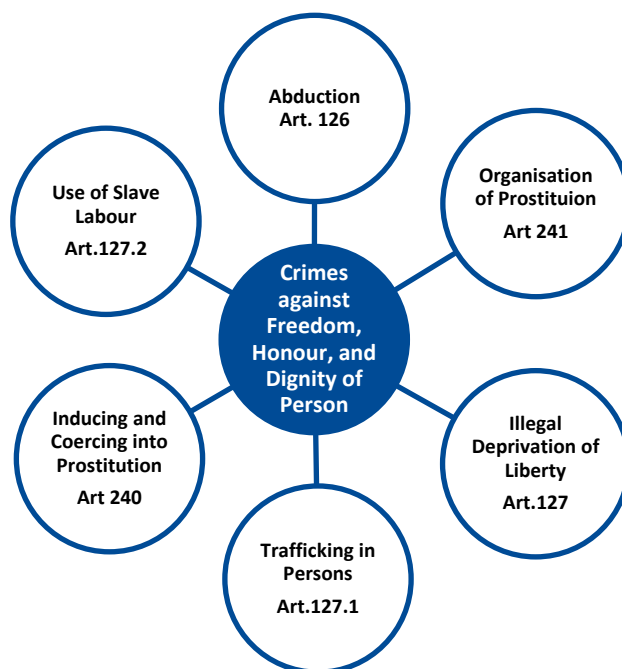 Abduction
Art. 126
Organisation
of Prostituion
Art 241
Use of Slave
Labour
Art.127.2
Crimes
against
Freedom,
Honour, and
Dignity of
Person
Inducing and
Coercing into
Prostitution
Art 240
Illegal
Deprivation of
Liberty
Art.127
Trafficking in
Persons
Art.127.1